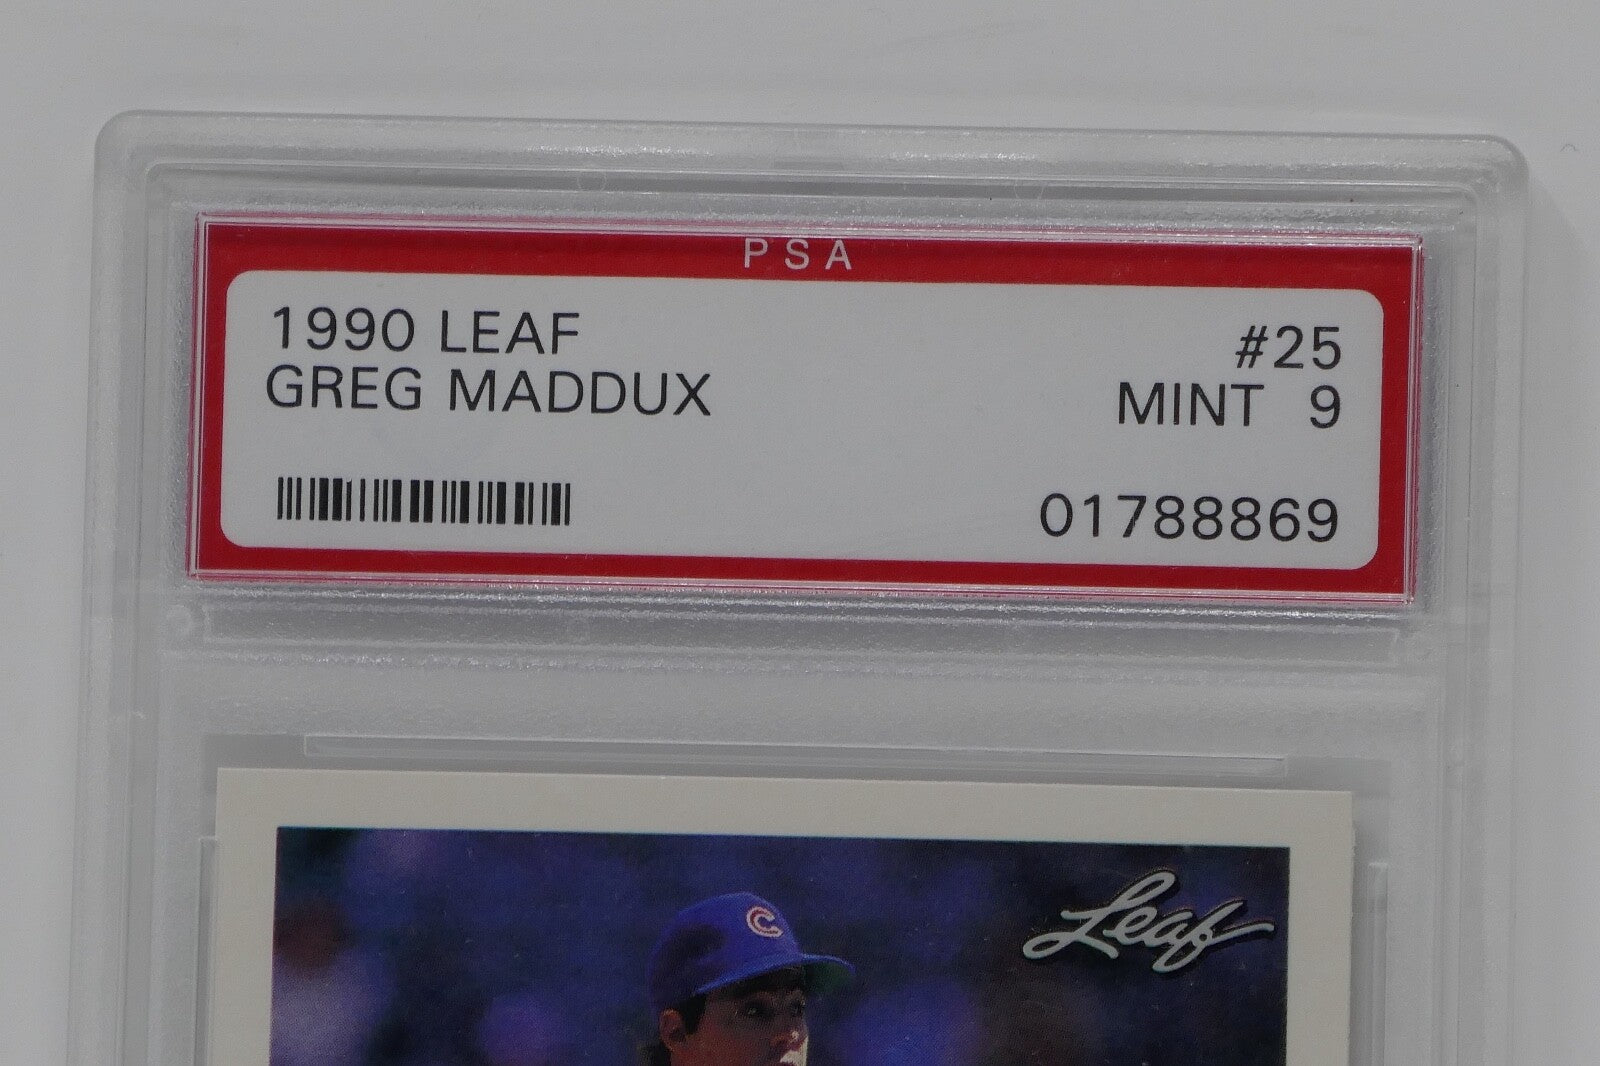 PSA
1990 LEAF #25
GREG MADDUX MINT 9
01788869
C
Leaf